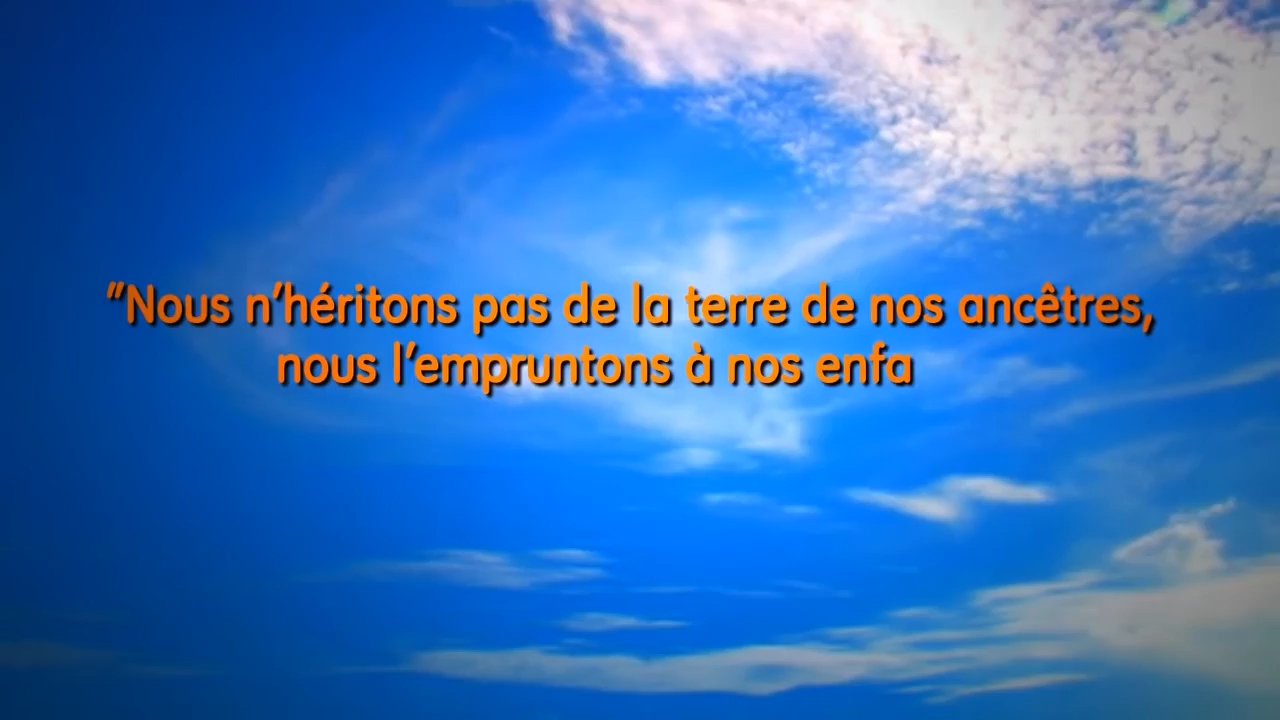 "Nous n'héritons pas de la terre de nos ancêtres,
nous l'empruntons à nos enfa